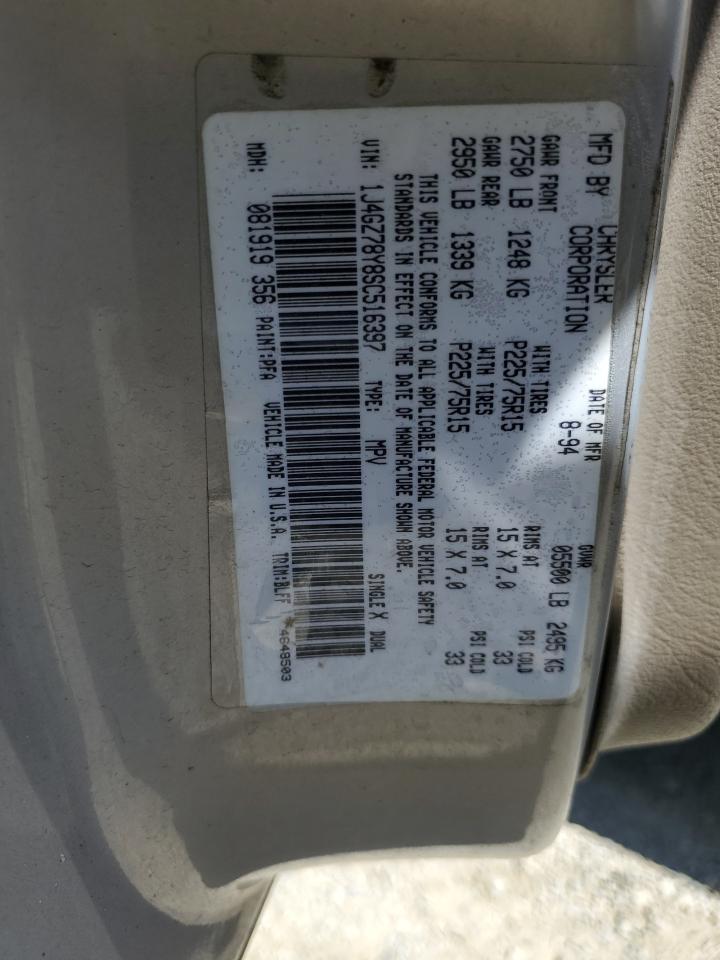 MFD BY CHRYSLER CORPORATION DATE OF MFR 8-94 GVWR 05500 LB 2495 KG
GAWR FRONT 2750 LB 1248 KG WITH TIRES P225/75R15 RIMS AT 15 X 7.0 PSI COLD 33
GAWR REAR 2950 LB 1339 KG WITH TIRES P225/75R15 RIMS AT 15 X 7.0 PSI COLD 33
THIS VEHICLE CONFORMS TO ALL APPLICABLE FEDERAL MOTOR VEHICLE SAFETY
STANDARDS IN EFFECT ON THE DATE OF MANUFACTURE SHOWN ABOVE.
VIN: 1J4GZ78Y8SC516397 TYPE: MPV SINGLE X DUAL
MDH: 081919 356 PAINT:PFA VEHICLE MADE IN U.S.A. TRIM:BLFF *4648503